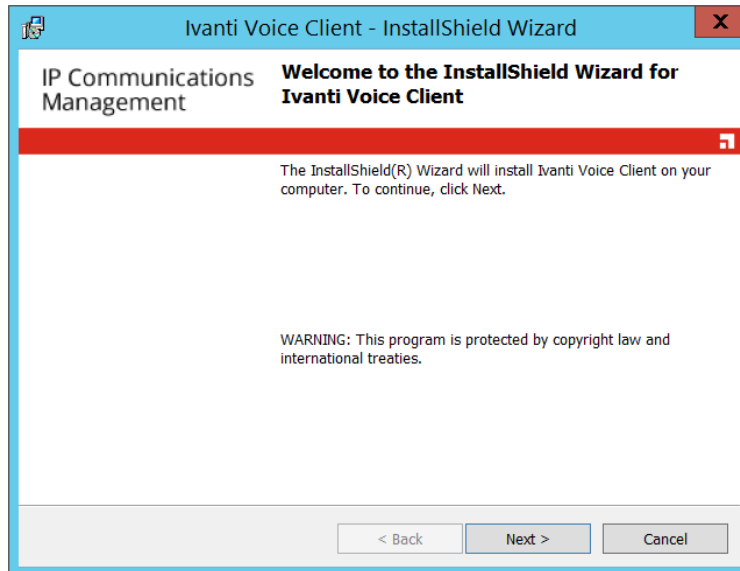 Ivanti Voice Client - InstallShield Wizard
X
IP Communications
Management
Welcome to the InstallShield Wizard for
Ivanti Voice Client
The InstallShield(R) Wizard will install Ivanti Voice Client on your
computer. To continue, click Next.
WARNING: This program is protected by copyright law and
international treaties.
< Back
Next >
Cancel